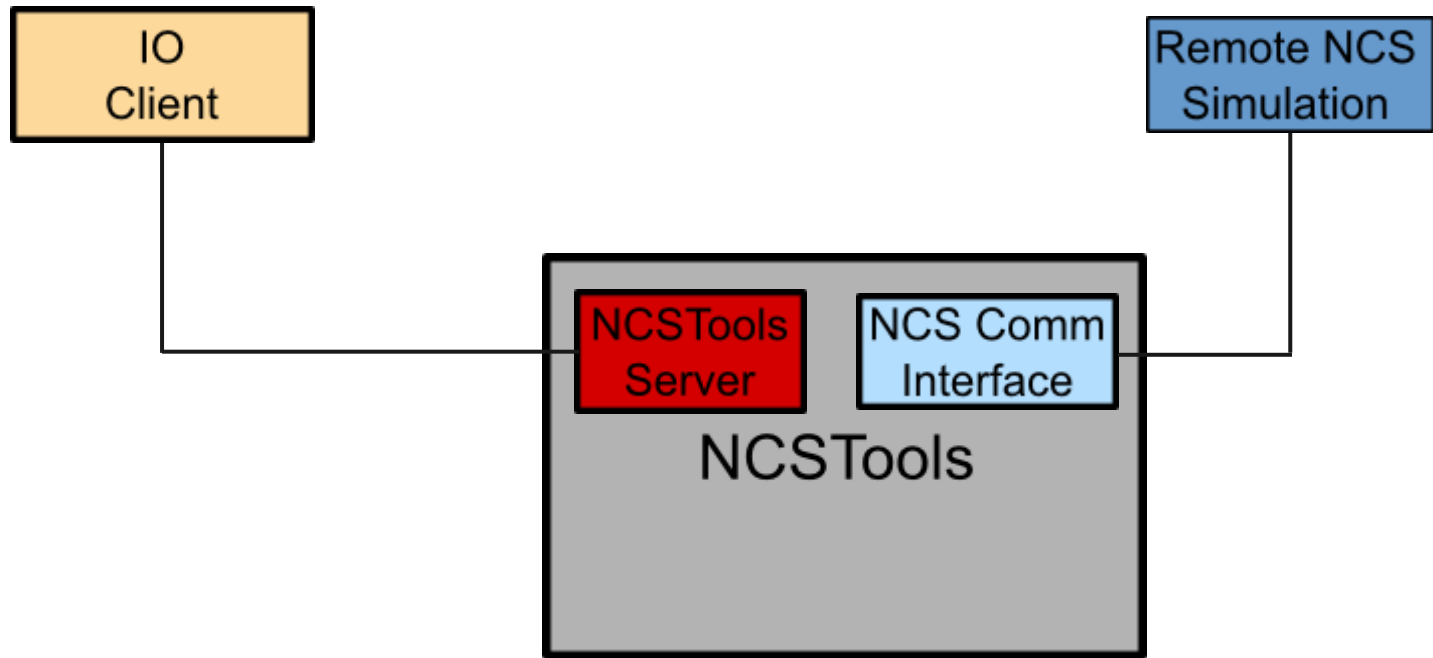 IO
Client
Remote NCS
Simulation
NCSTools
Server
NCS Comm
Interface
NCSTools